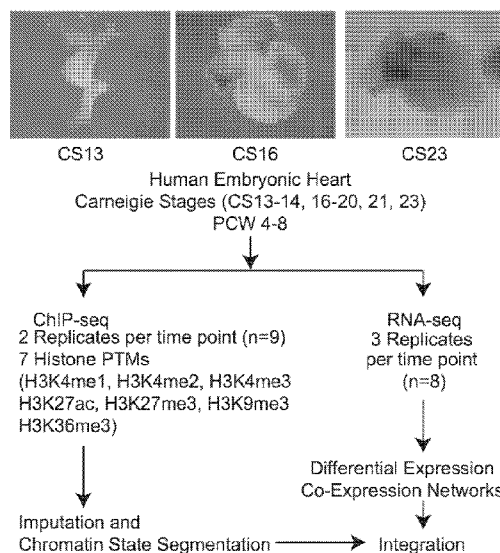 CS13
CS16
CS23
Human Embryonic Heart
Carneigie Stages (CS13-14, 16-20, 21, 23)
PCW 4-8
ChIP-seq
2 Replicates per time point (n=9)
7 Histone PTMs
(H3K4me1, H3K4me2, H3K4me3
H3K27ac, H3K27me3, H3K9me3
H3K36me3)
RNA-seq
3 Replicates
per time point
(n=8)
Differential Expression
Co-Expression Networks
Imputation and
Chromatin State Segmentation
Integration